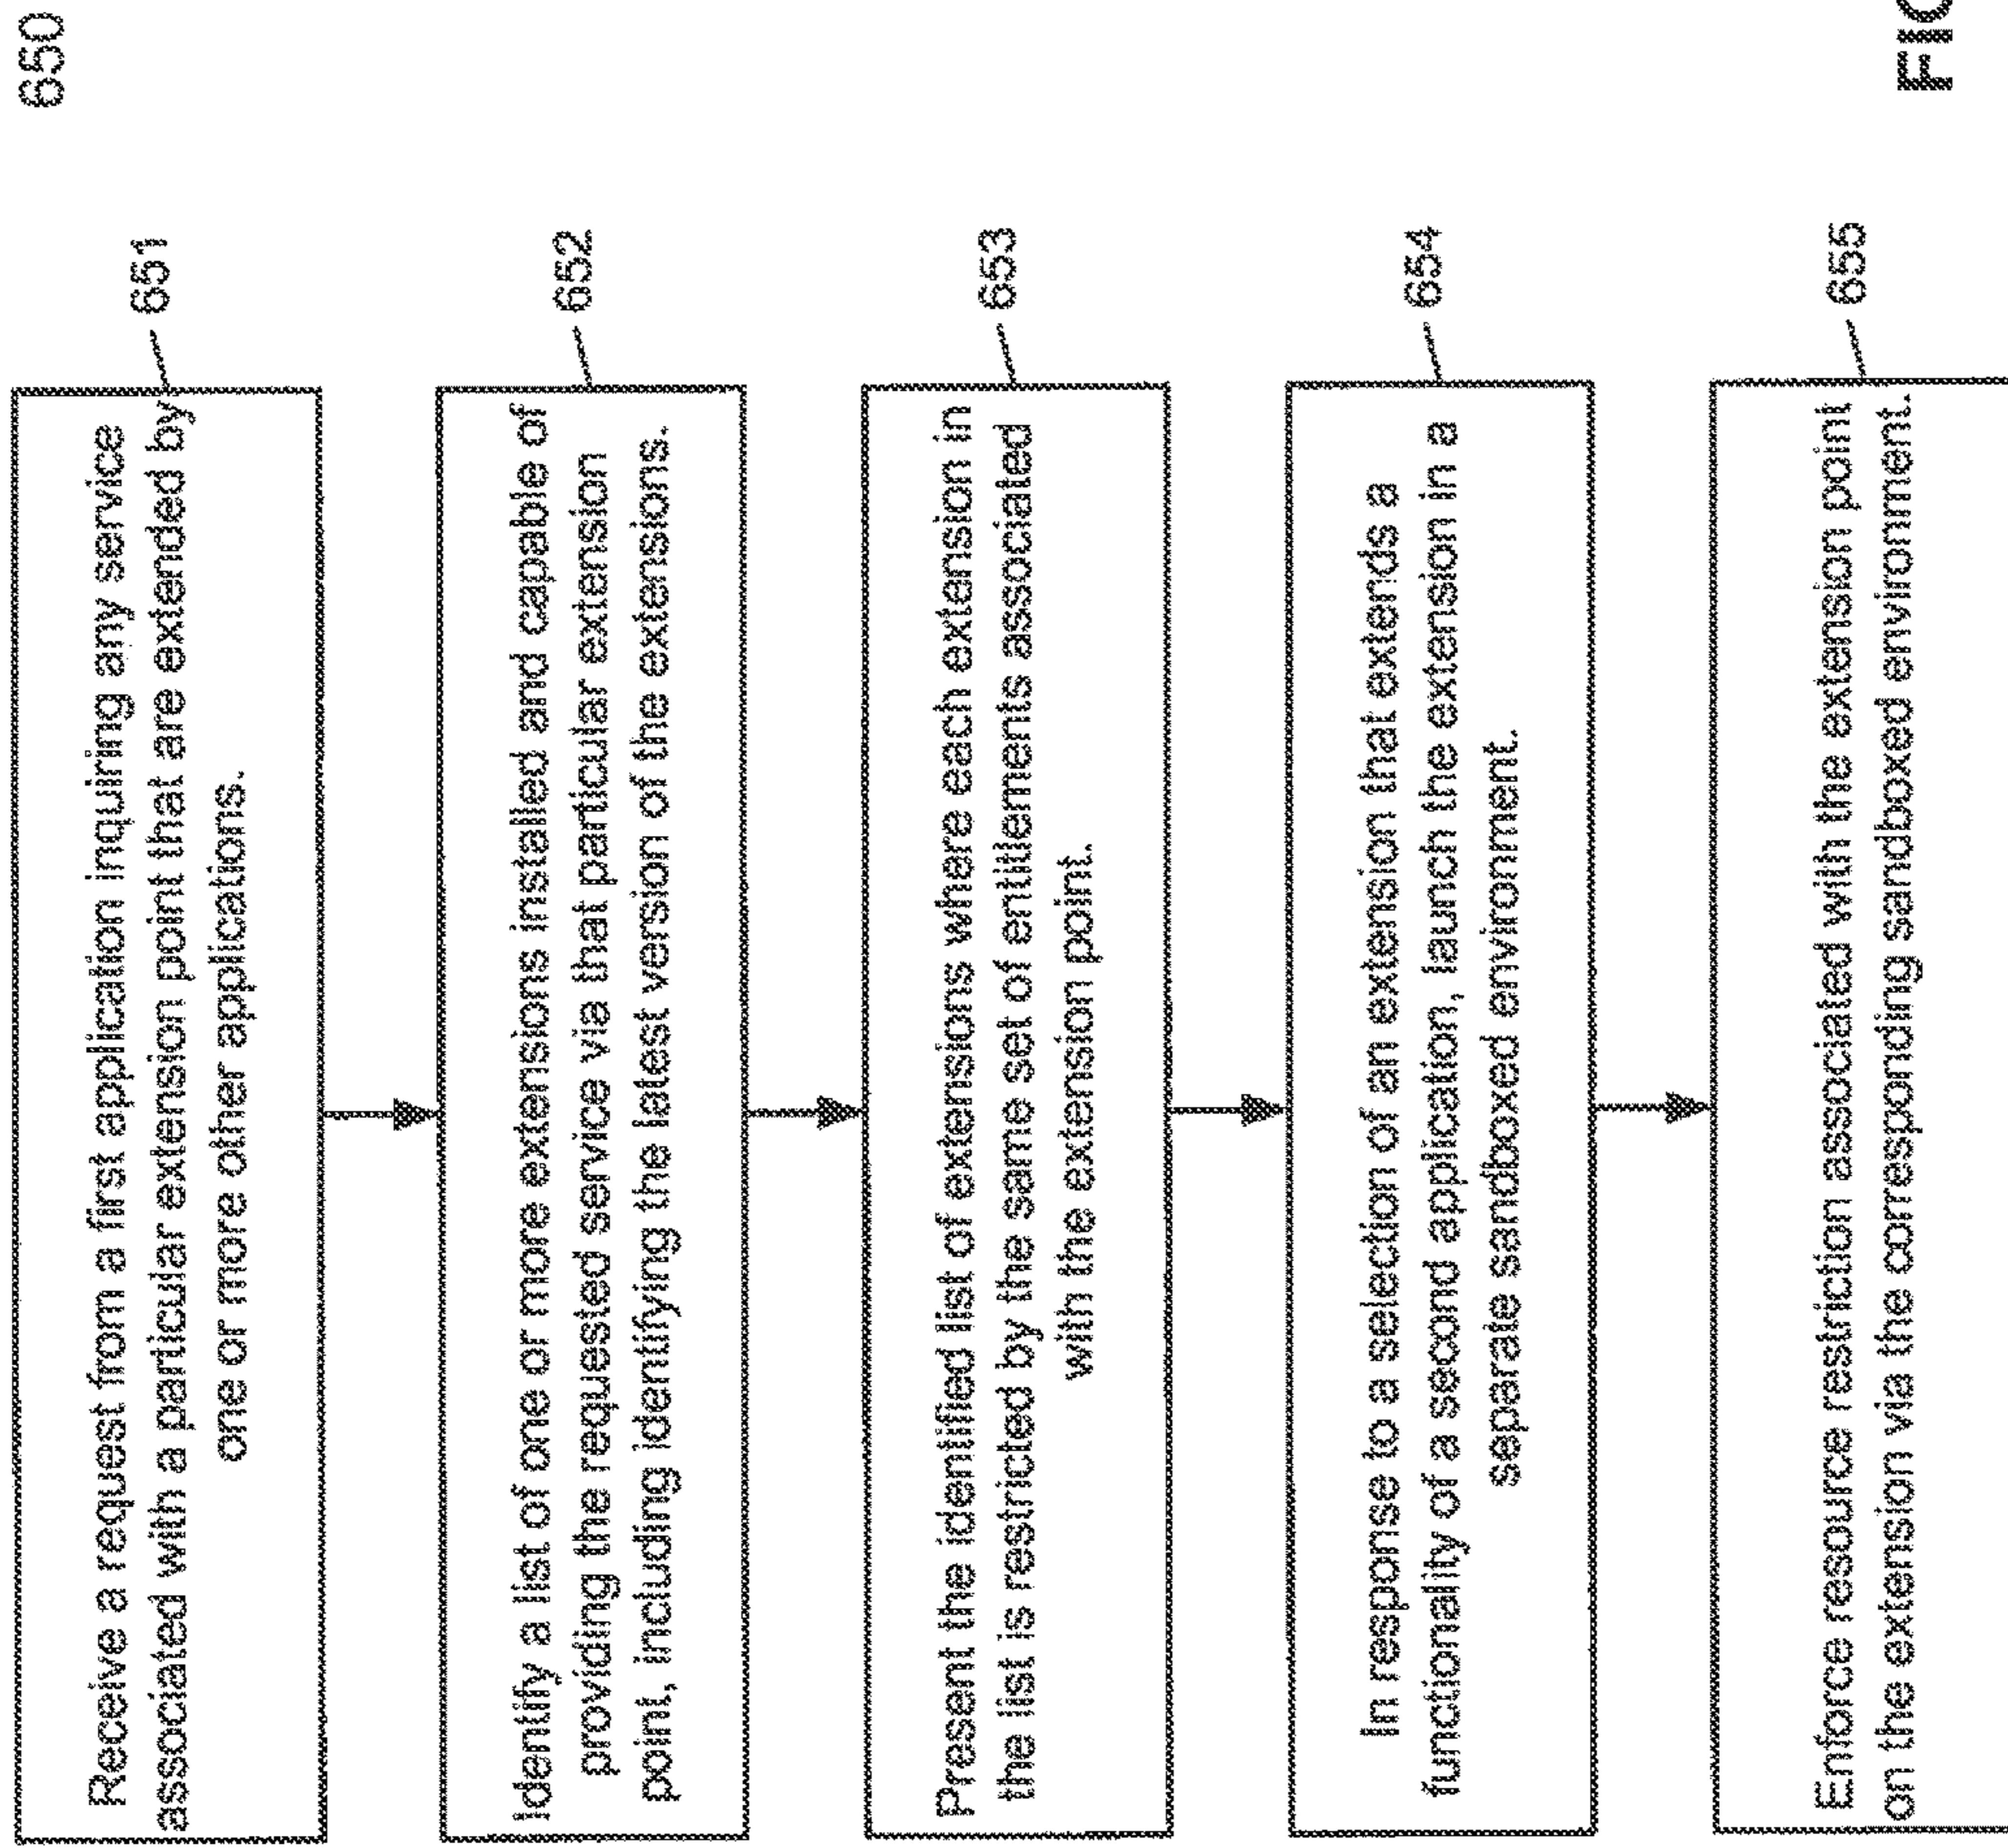 650
Receive a request from a first application inquiring any service
associated with a particular extension point that are extended by
one or more other applications.
651
Identify a list of one or more extensions installed and capable of
providing the requested service via that particular extension
point, including identifying the latest version of the extensions.
652
Present the identified list of extensions where each extension in
the list is restricted by the same set of entitlements associated
with the extension point.
653
In response to a selection of an extension that extends a
functionality of a second application, launch the extension in a
separate sandboxed environment.
654
Enforce resource restriction associated with the extension point
on the extension via the corresponding sandboxed environment.
655